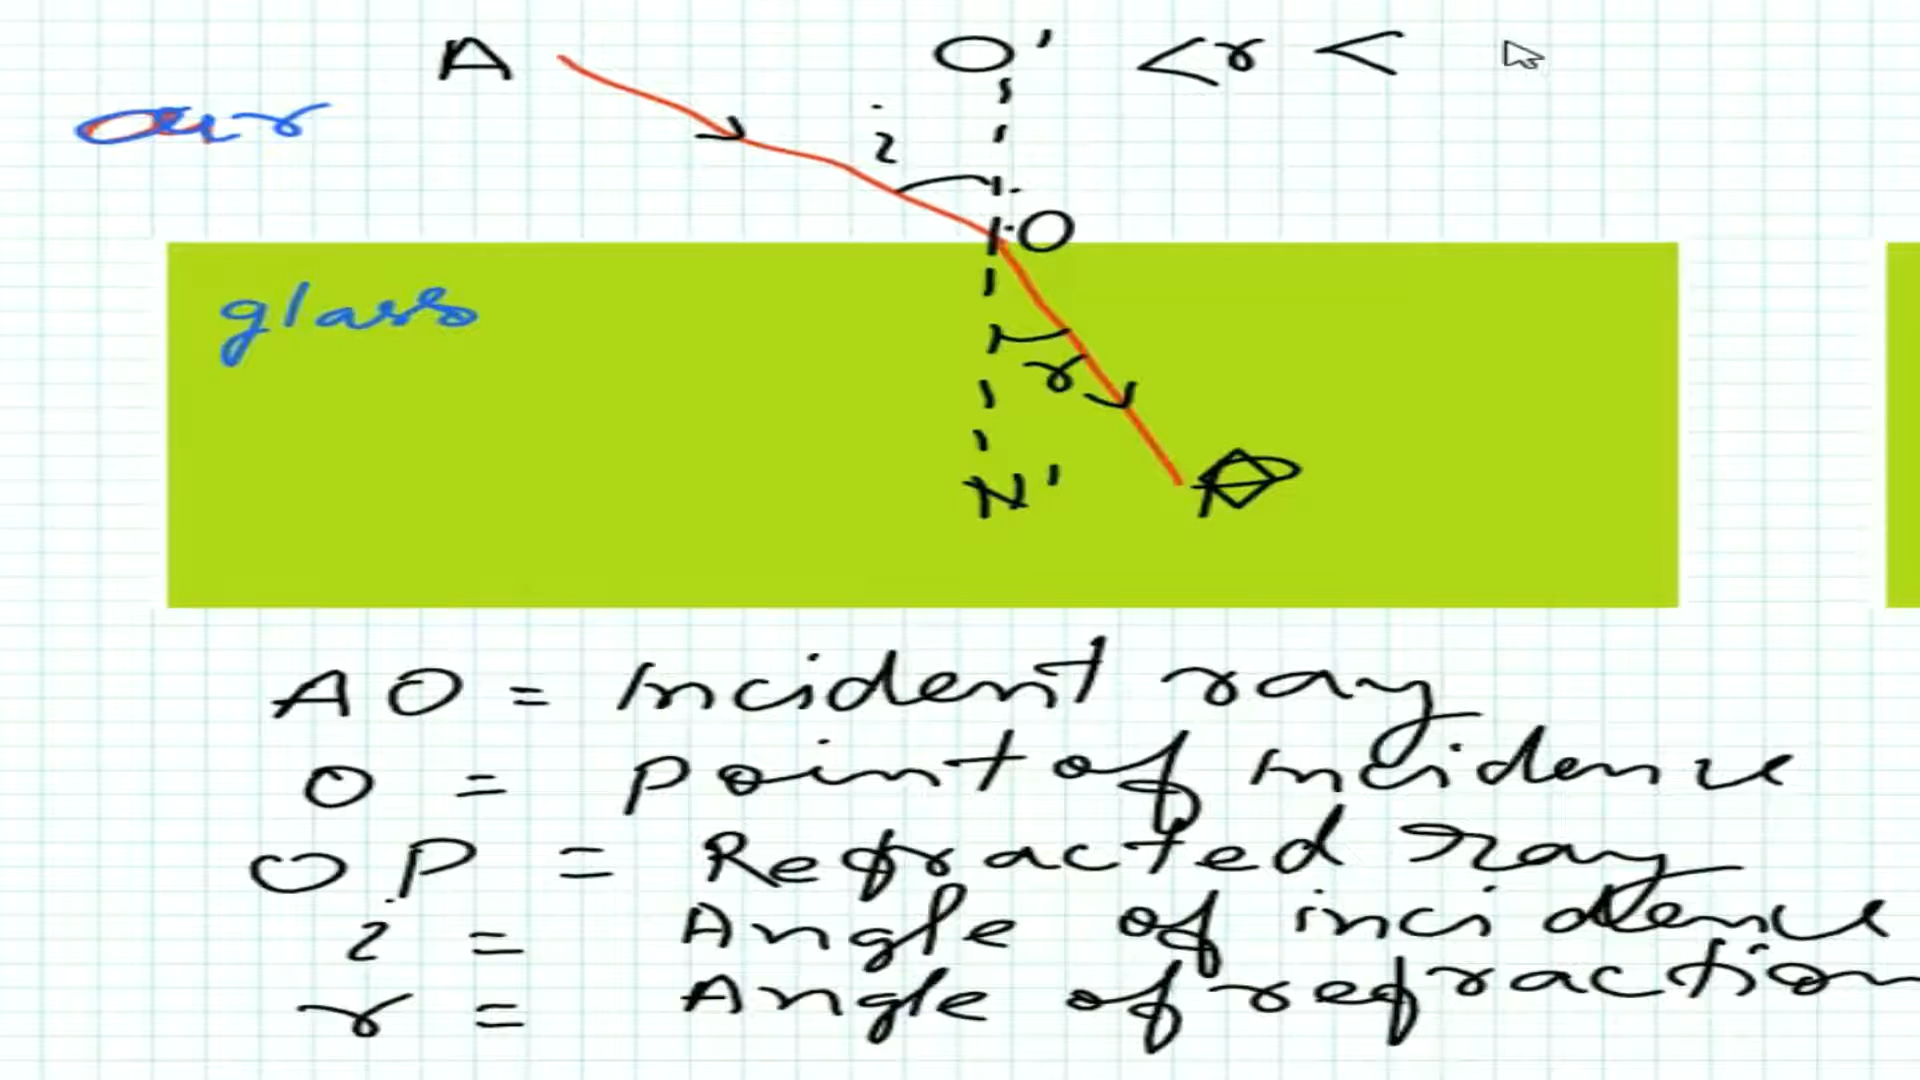 A O' <r <
air
i
O
glass
r
N' P
AO = Incident ray
O = point of incidence
OP = Refracted ray
i = Angle of incidence
r = Angle of refraction